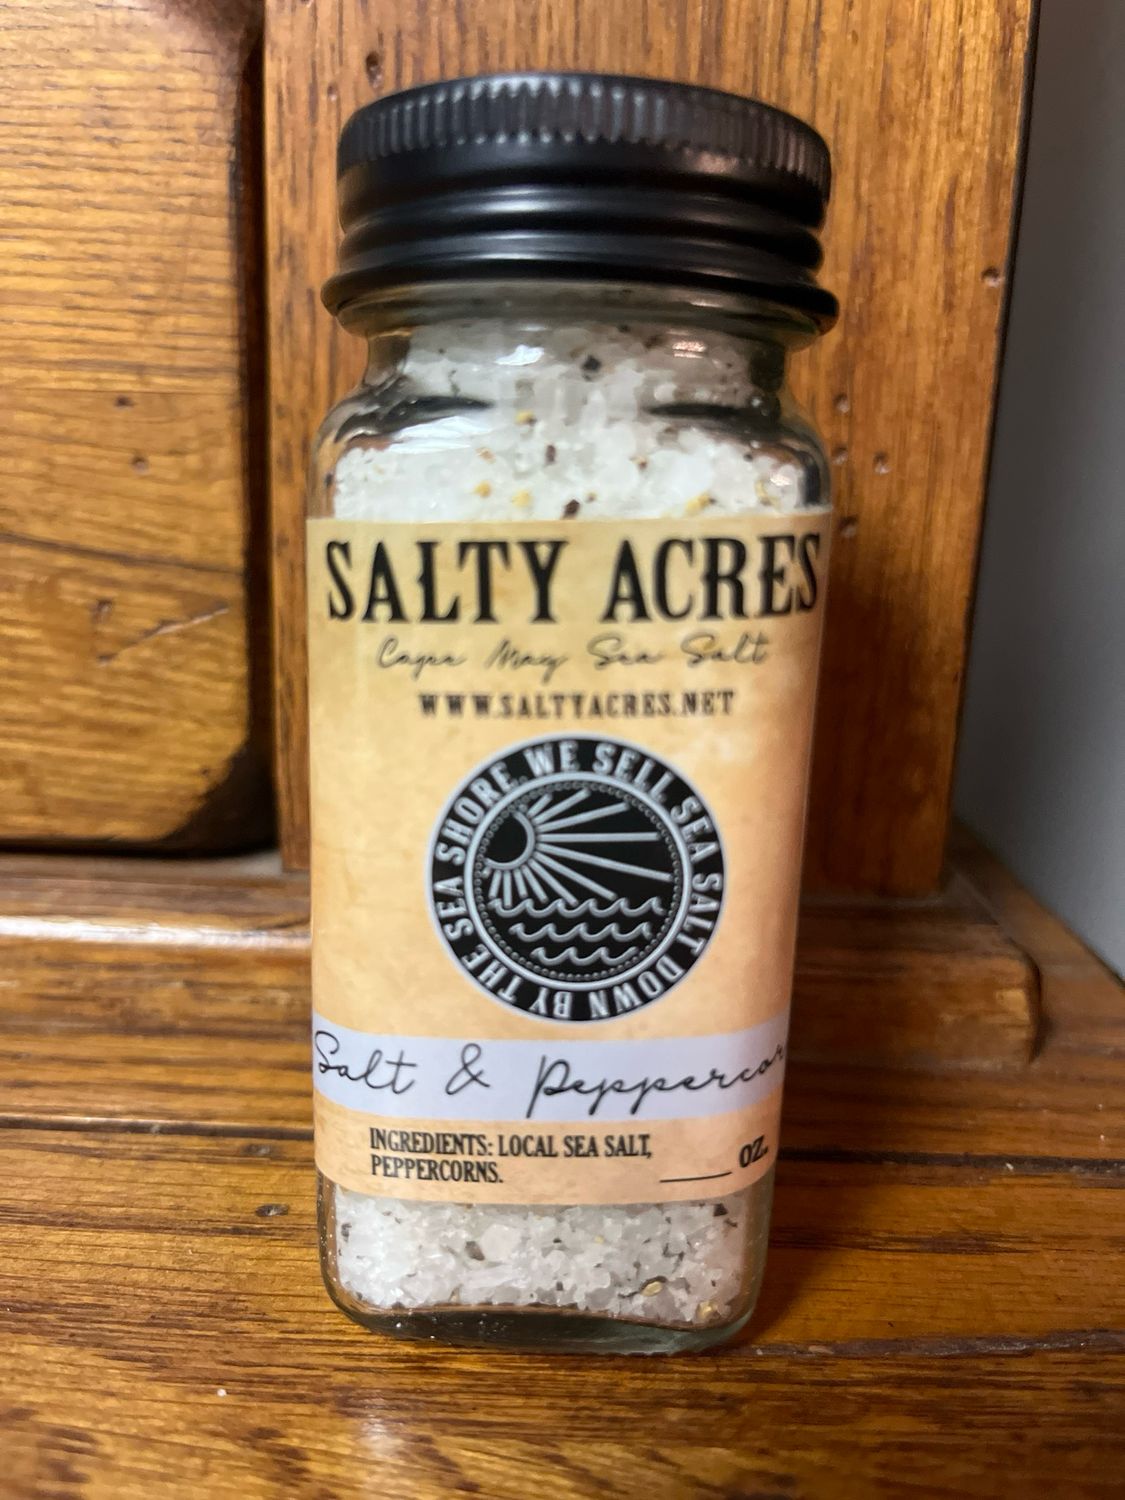 SALTY ACRES
Cape May Sea Salt
WWW.SALTYACRES.NET
WE SELL SEA SALT DOWN BY THE SEA SHORE
Salt & Peppercor
INGREDIENTS: LOCAL SEA SALT,
PEPPERCORNS.
____ OZ.